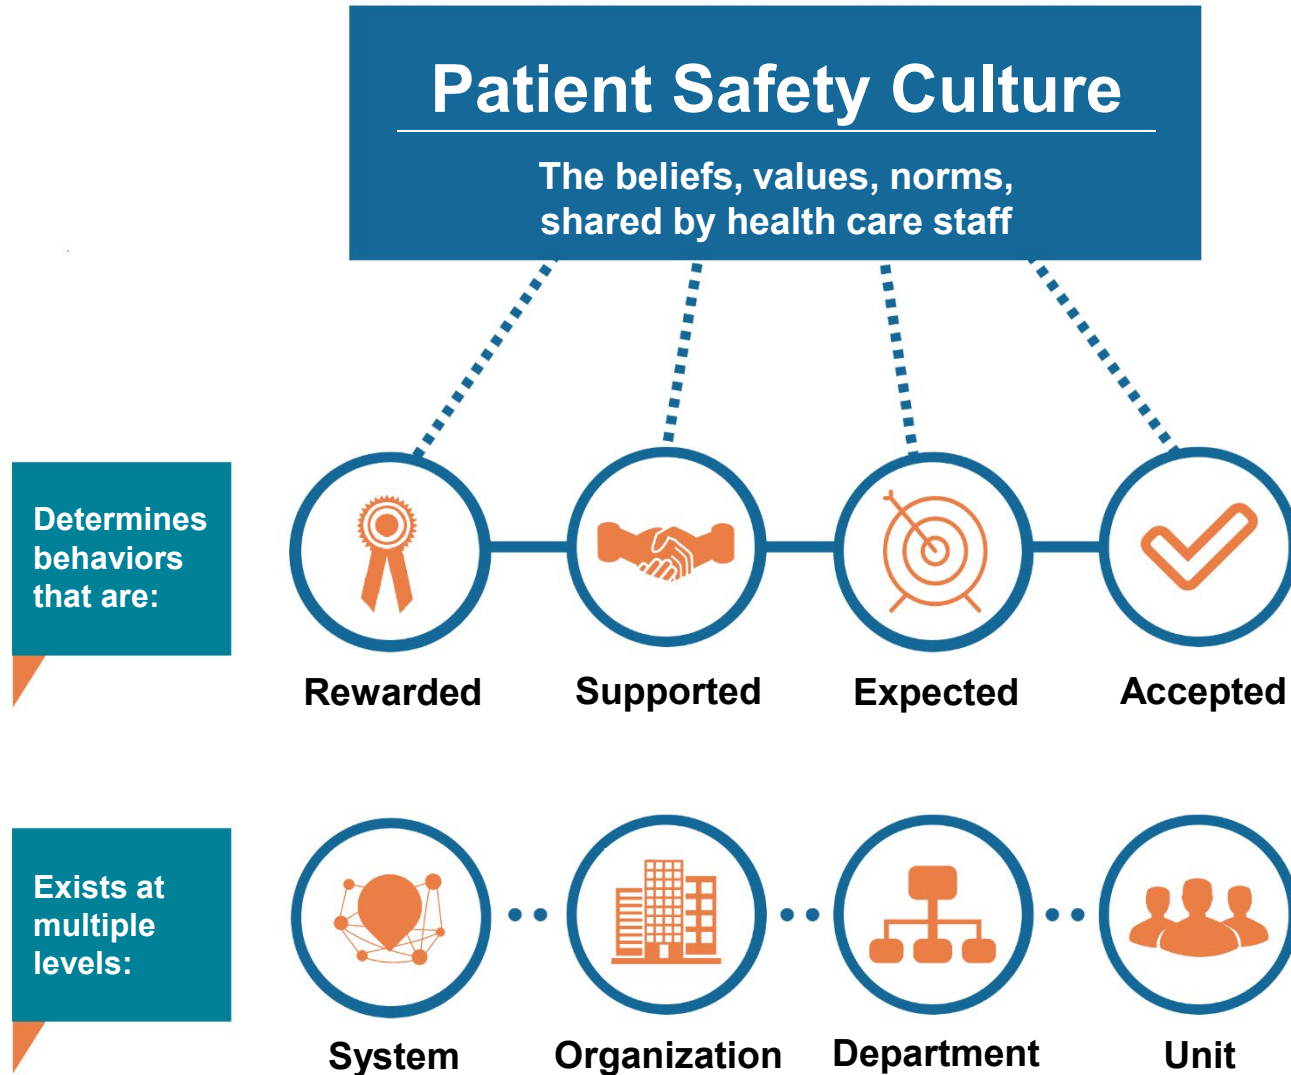 Patient Safety Culture
The beliefs, values, norms,
shared by health care staff
Determines
behaviors
that are:
Rewarded
Supported
Expected
Accepted
Exists at
multiple
levels:
System
Organization
Department
Unit